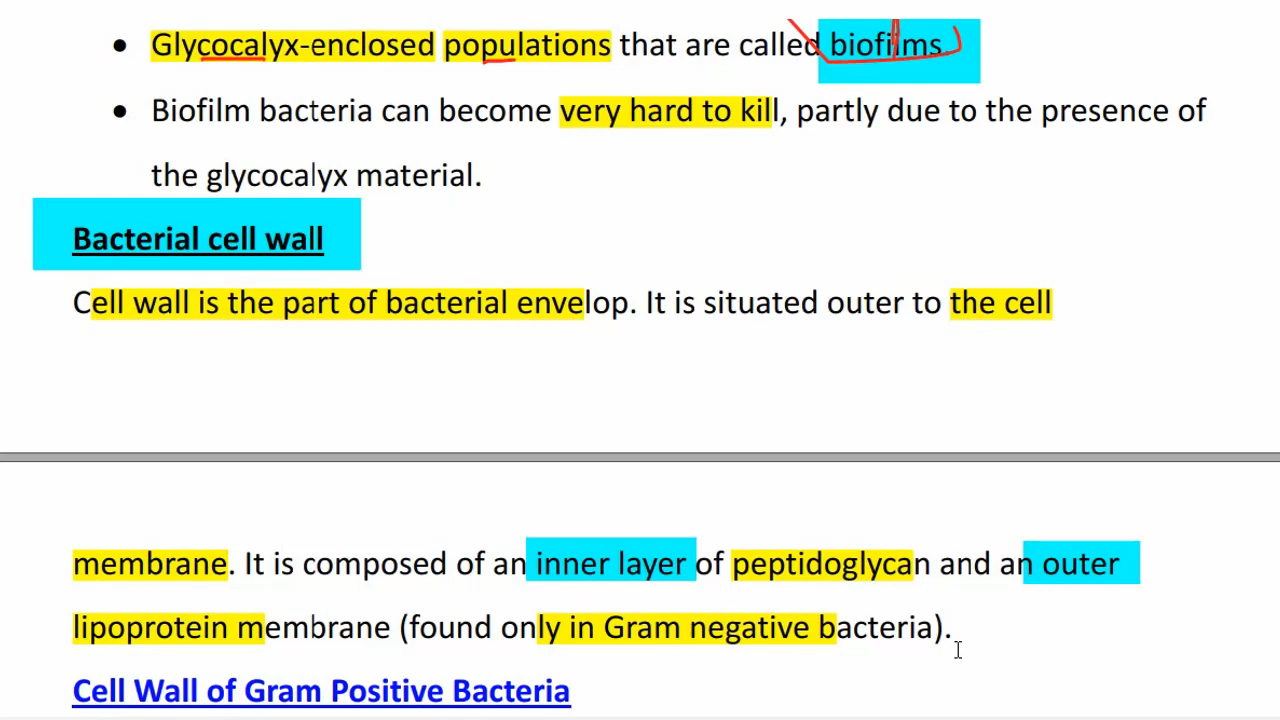 • Glycocalyx-enclosed populations that are called biofilms.
• Biofilm bacteria can become very hard to kill, partly due to the presence of
the glycocalyx material.
Bacterial cell wall
Cell wall is the part of bacterial envelop. It is situated outer to the cell
membrane. It is composed of an inner layer of peptidoglycan and an outer
lipoprotein membrane (found only in Gram negative bacteria).
Cell Wall of Gram Positive Bacteria